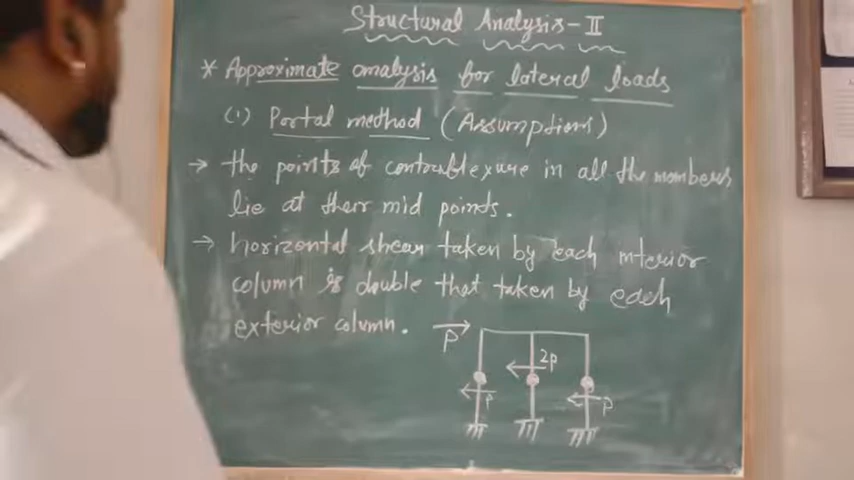 Structural Analysis - II
* Approximate analysis for lateral loads
(1) Portal method (Assumptions)
→ the points of contraflexure in all the members
lie at their mid points.
→ horizontal shear taken by each interior
column is double that taken by each
exterior column.
P
2P
P
P